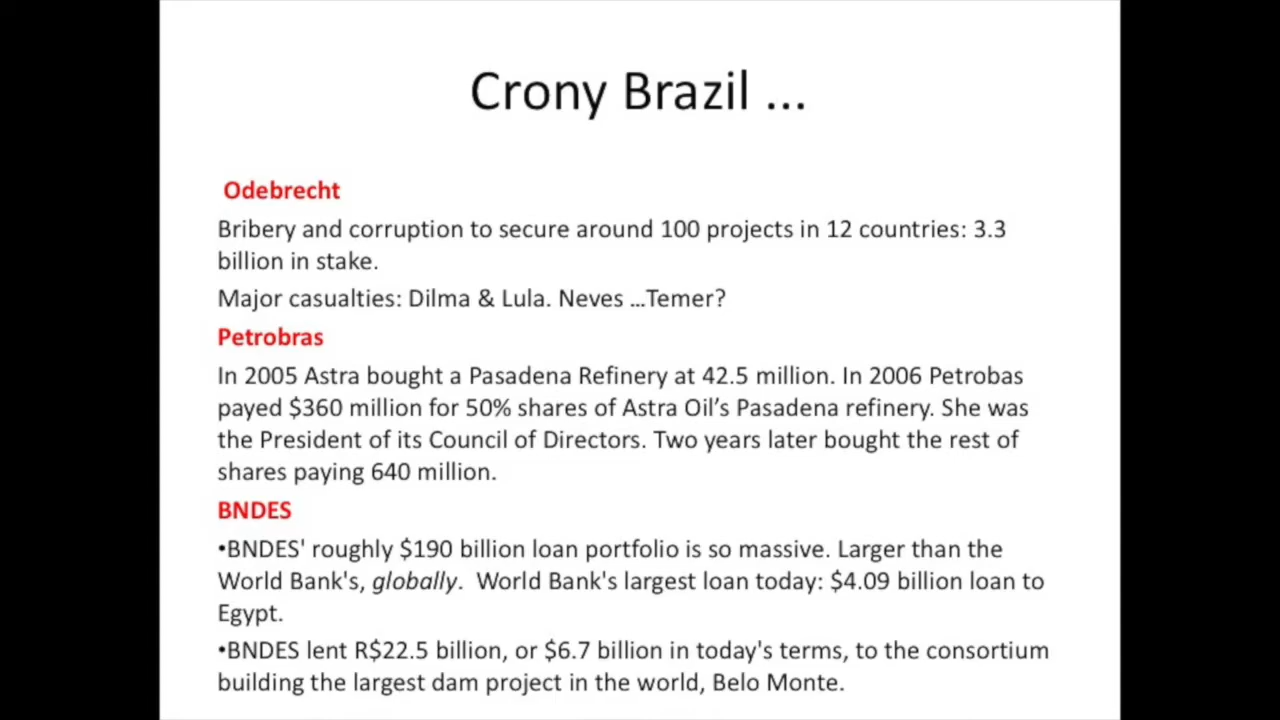 Crony Brazil ...
Odebrecht
Bribery and corruption to secure around 100 projects in 12 countries: 3.3
billion in stake.
Major casualties: Dilma & Lula. Neves ...Temer?
Petrobras
In 2005 Astra bought a Pasadena Refinery at 42.5 million. In 2006 Petrobas
payed $360 million for 50% shares of Astra Oil’s Pasadena refinery. She was
the President of its Council of Directors. Two years later bought the rest of
shares paying 640 million.
BNDES
•BNDES' roughly $190 billion loan portfolio is so massive. Larger than the
World Bank's, globally.  World Bank's largest loan today: $4.09 billion loan to
Egypt.
•BNDES lent R$22.5 billion, or $6.7 billion in today's terms, to the consortium
building the largest dam project in the world, Belo Monte.